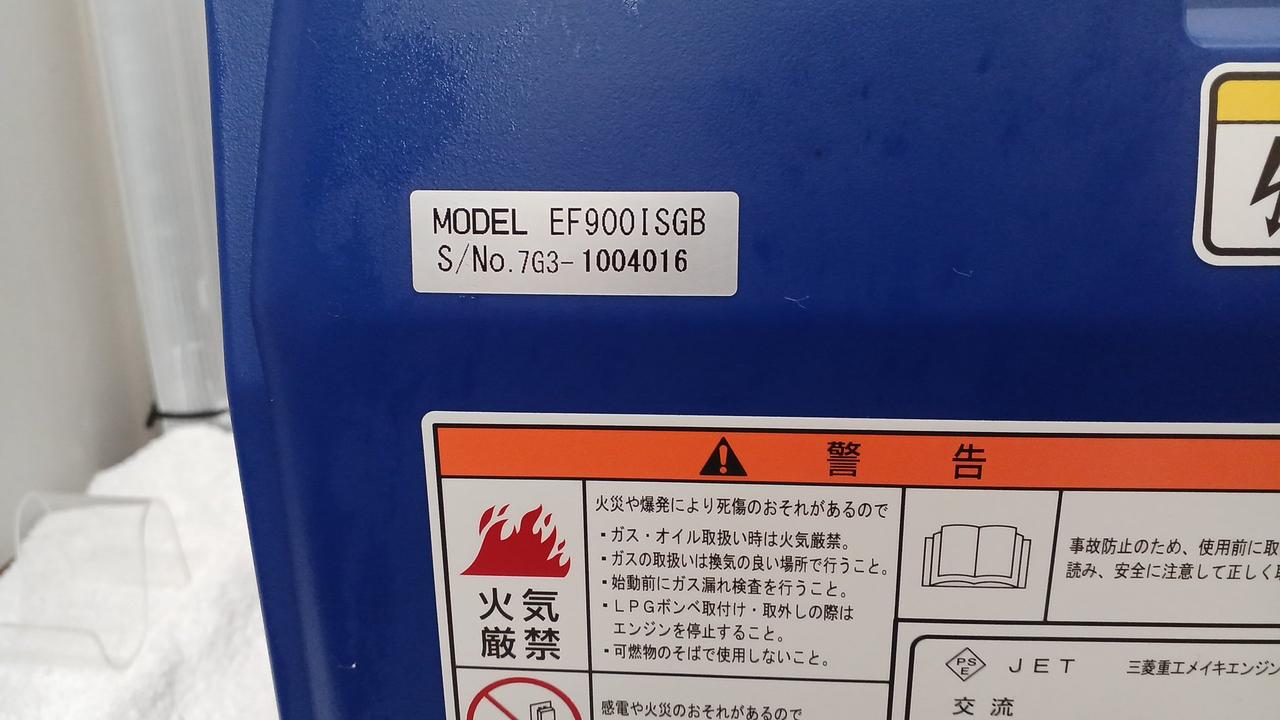 MODEL EF900ISGB
S/No.7G3-1004016
警 告
火気
厳禁
火災や爆発により死傷のおそれがあるので
・ガス・オイル取扱い時は火気厳禁。
・ガスの取扱いは換気の良い場所で行うこと。
・始動前にガス漏れ検査を行うこと。
・LPGボンベ取付け・取外しの際は
エンジンを停止すること。
・可燃物のそばで使用しないこと。
事故防止のため、使用前に取
読み、安全に注意して正しく
感電や火災のおそれがあるので
PS
E
JET
三菱重工メイキエンジン
交 流